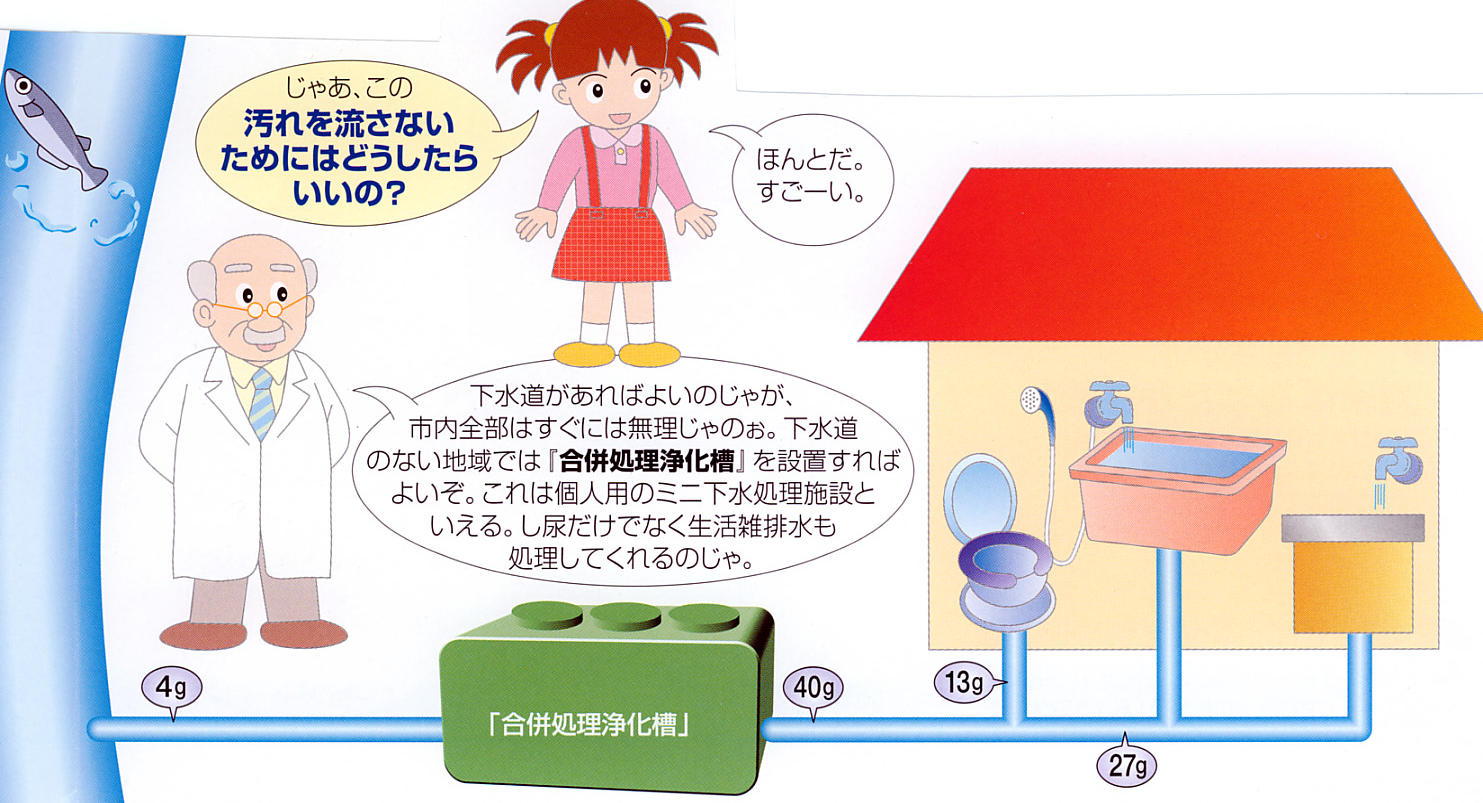 じゃあ、この
汚れを流さない
ためにはどうしたら
いいの?
ほんとだ。
すごーい。
下水道があればよいのじゃが、
市内全部はすぐには無理じゃのぉ。下水道
のない地域では『合併処理浄化槽』を設置すれば
よいぞ。これは個人用のミニ下水処理施設と
いえる。し尿だけでなく生活雑排水も
処理してくれるのじゃ。
4g
「合併処理浄化槽」
40g
13g
27g